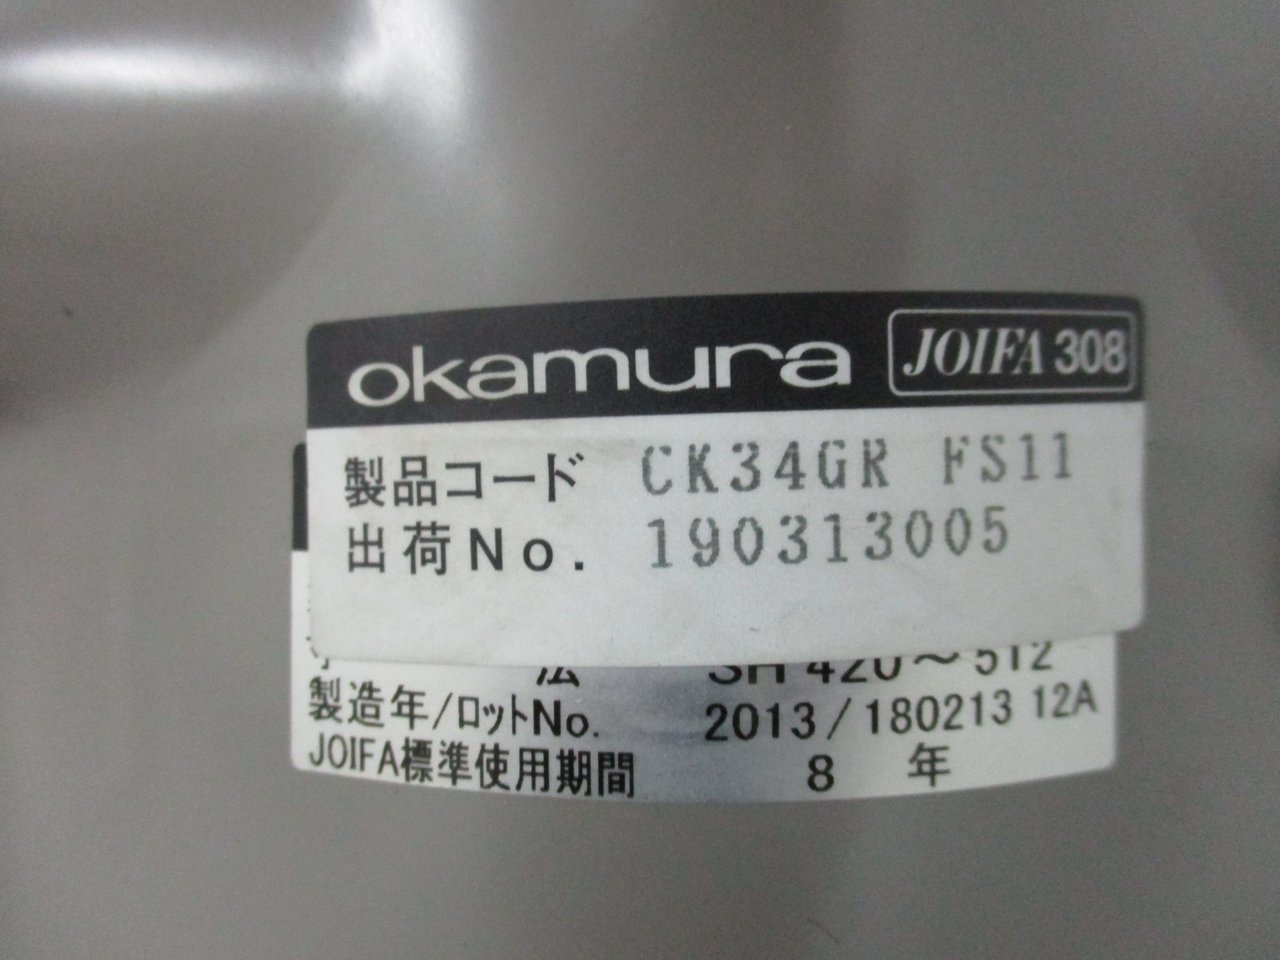 okamura JOIFA 308
製品コード CK34GR FS11
出荷No. 190313005
寸法 SH 420～512
製造年/ロットNo. 2013/180213 12A
JOIFA標準使用期間 8 年